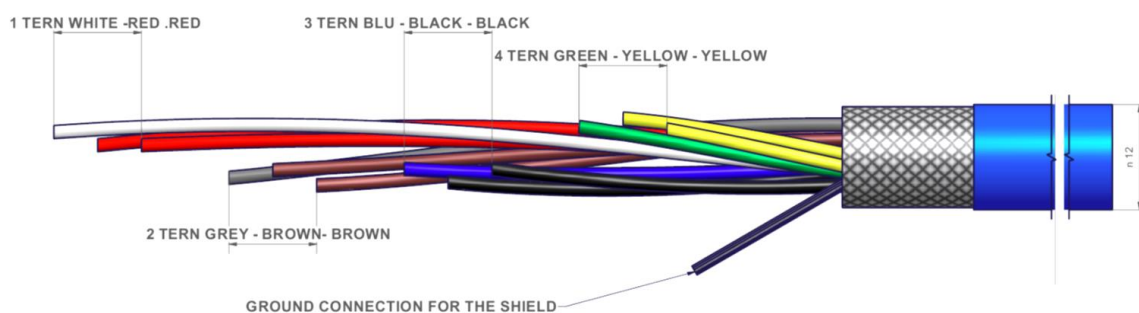 1 TERN WHITE -RED .RED
3 TERN BLU - BLACK - BLACK
4 TERN GREEN - YELLOW - YELLOW
n 12
2 TERN GREY - BROWN- BROWN
GROUND CONNECTION FOR THE SHIELD